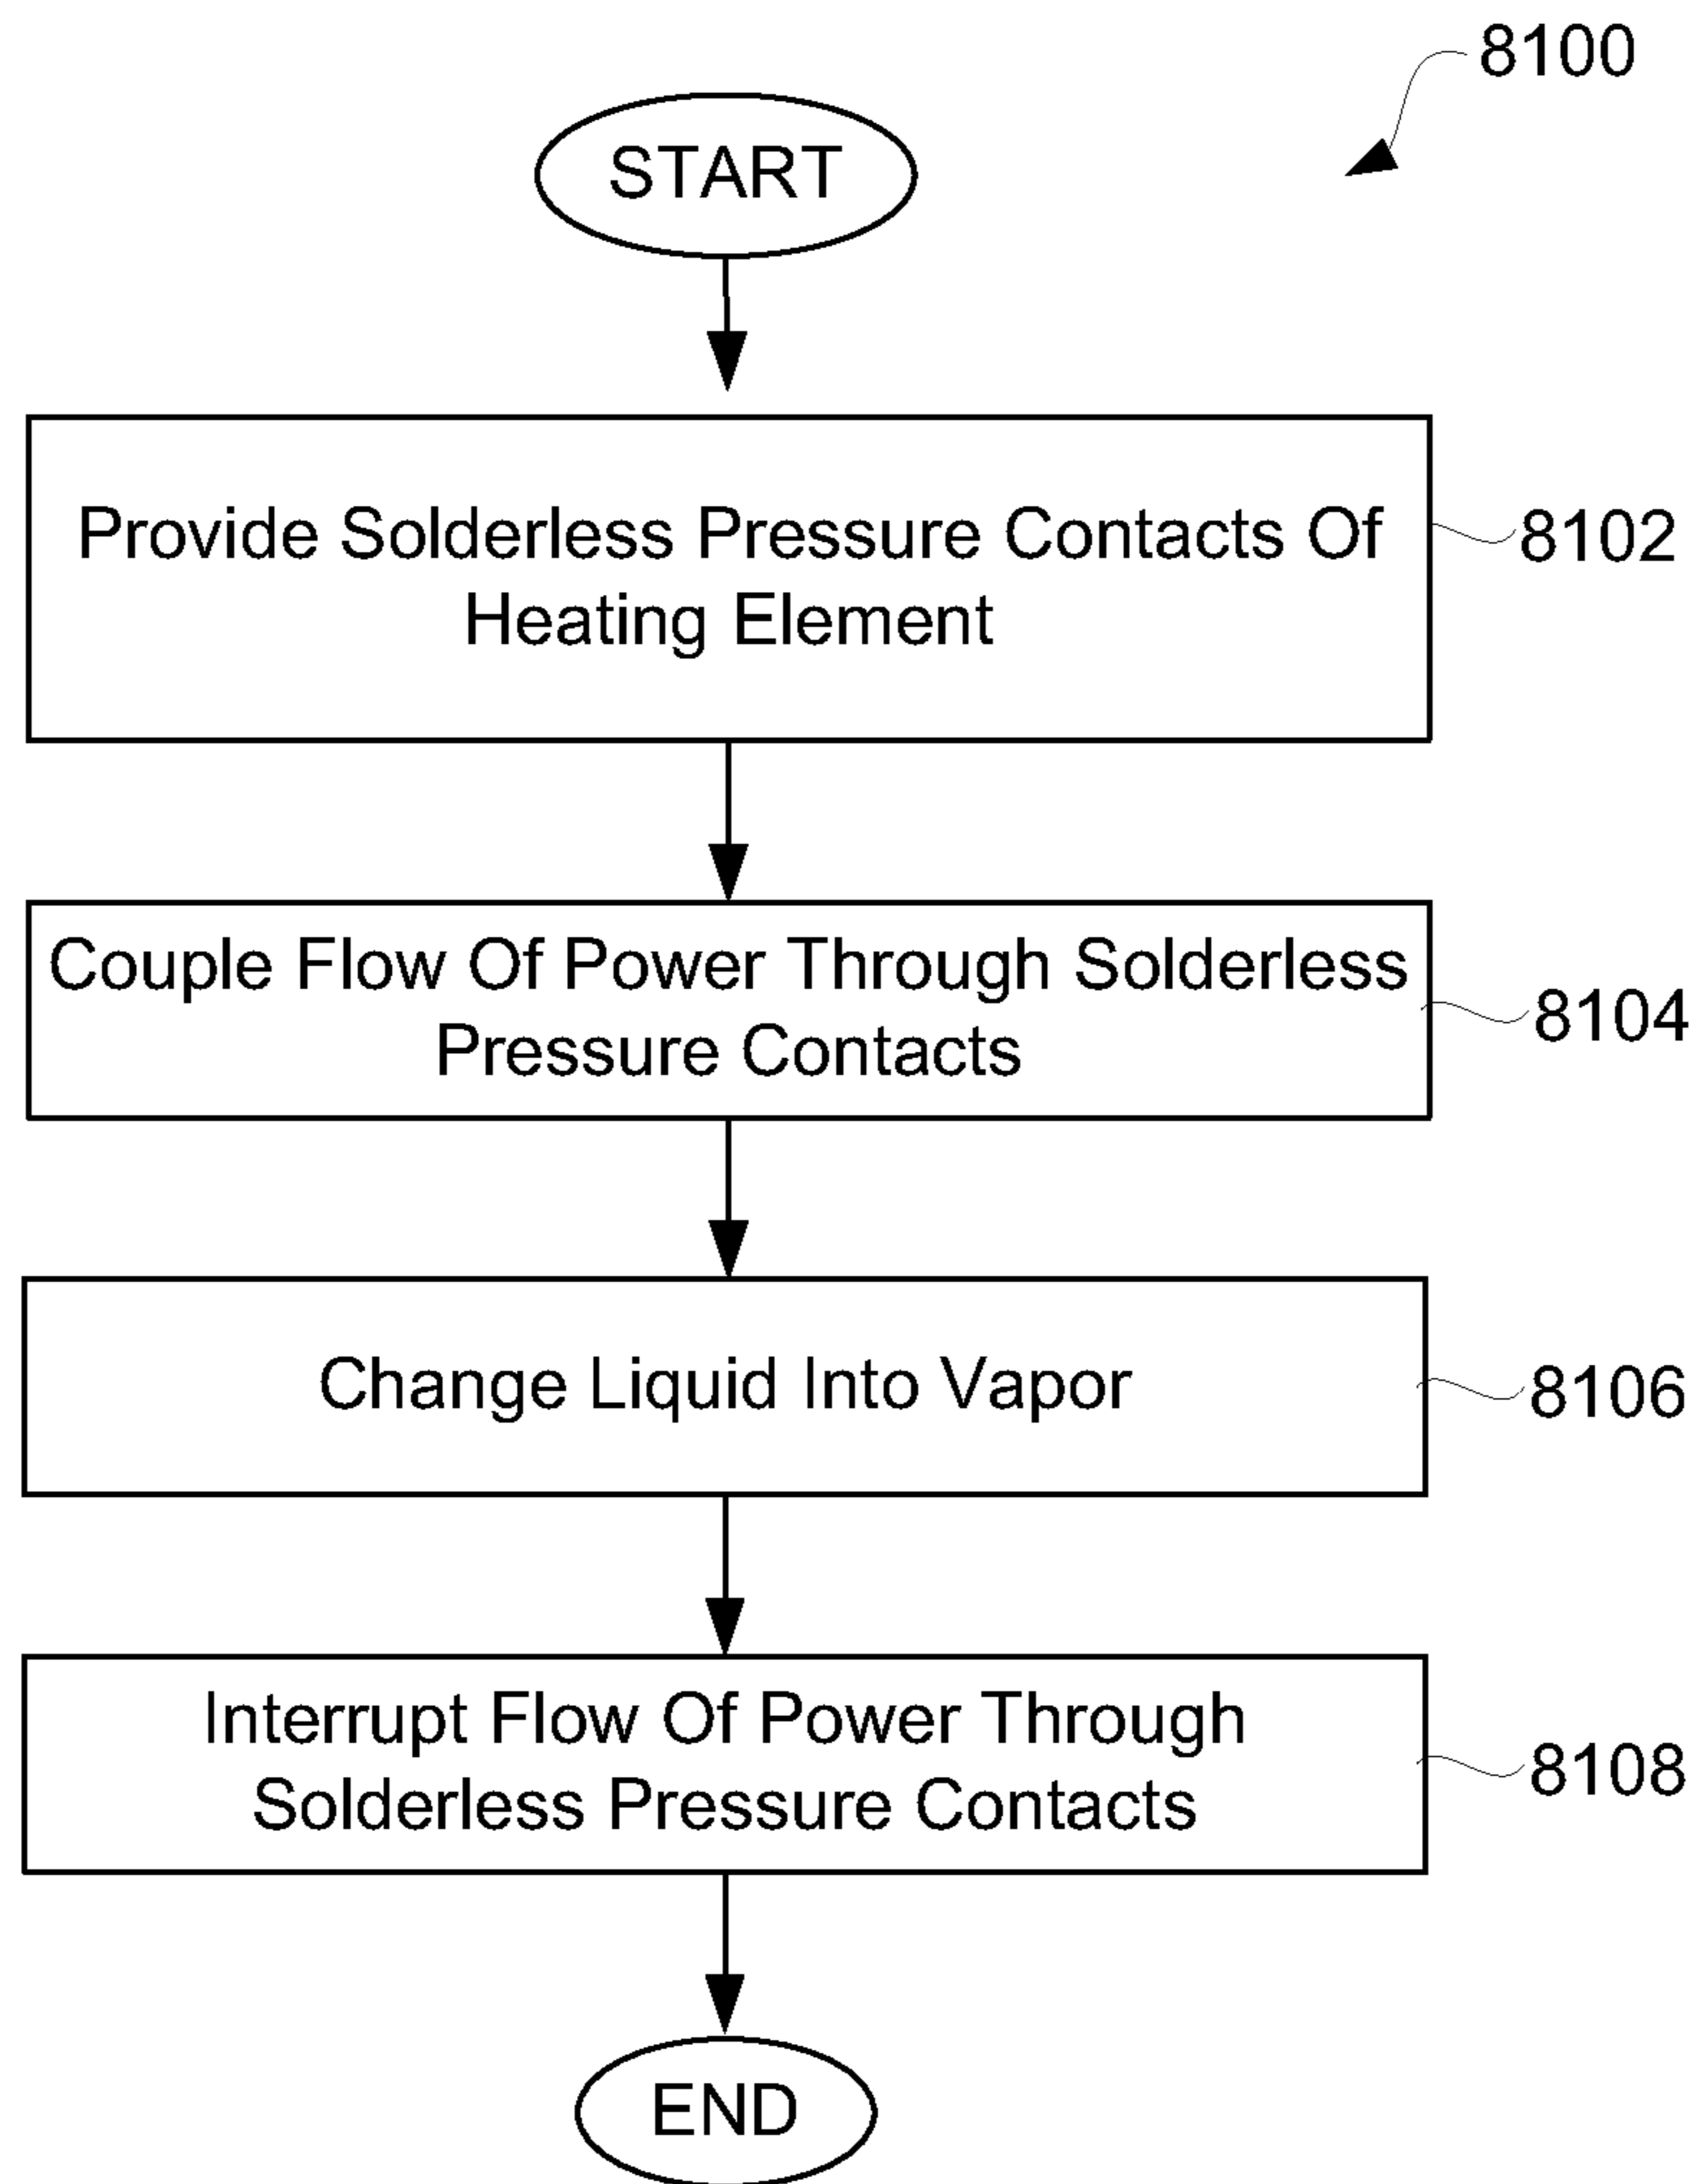 8100
START
Provide Solderless Pressure Contacts Of
Heating Element
8102
Couple Flow Of Power Through Solderless
Pressure Contacts
8104
Change Liquid Into Vapor
8106
Interrupt Flow Of Power Through
Solderless Pressure Contacts
8108
END